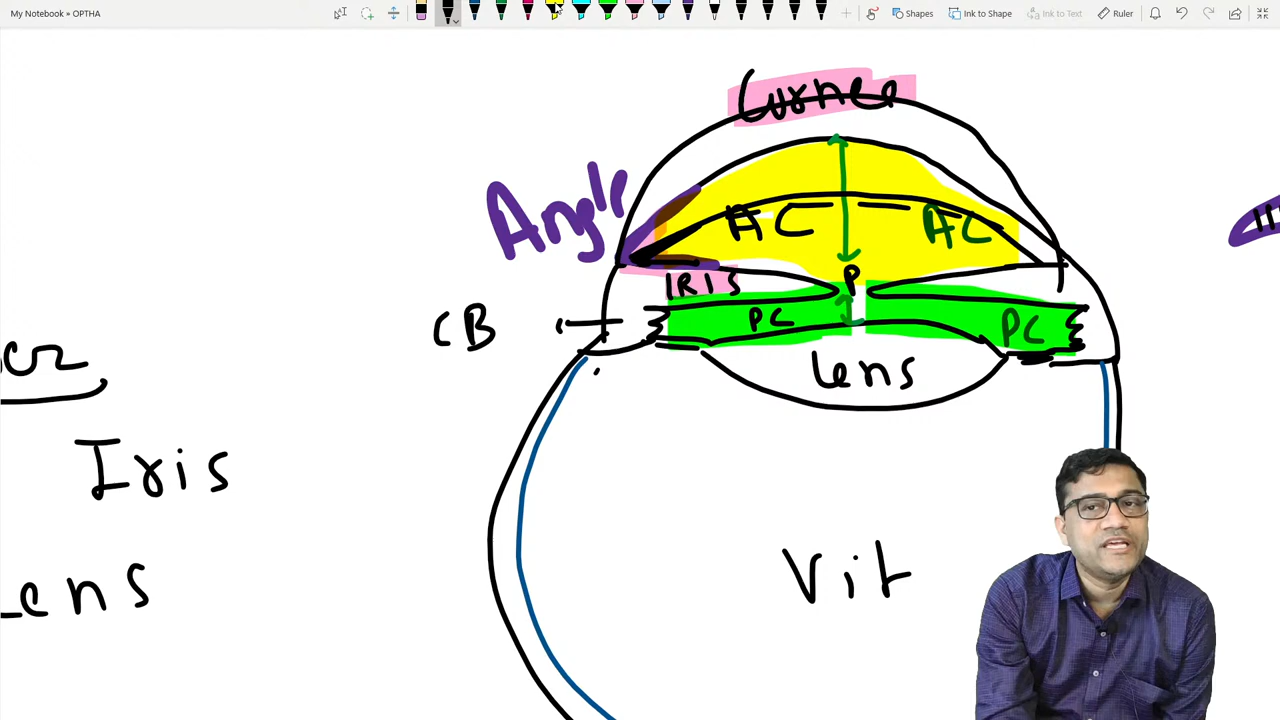 My Notebook » OPTHA
Shapes
Ink to Shape
Ink to Text
Ruler
Cornea
Angle
AC
AC
P
IRIS
CB
PC
PC
Lens
Iris
Lens
Vit